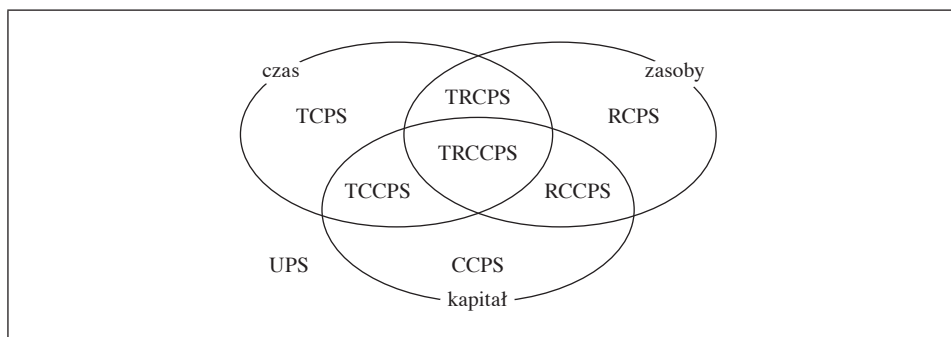 czas
zasoby
TRCPS
TCPS
RCPS
TRCCPS
TCCPS
RCCPS
UPS
CCPS
kapitał